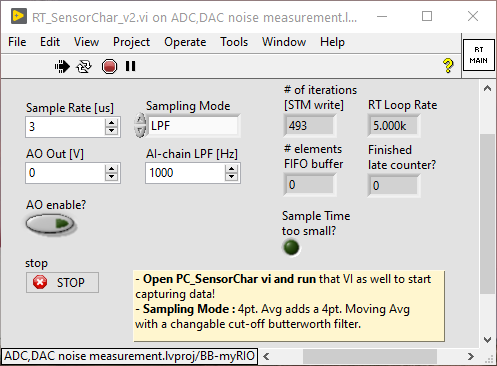 RT_SensorChar_v2.vi on ADC,DAC noise measurement.lv...
File Edit View Project Operate Tools Window Help
RT
MAIN
Sample Rate [us]
3
Sampling Mode
LPF
# of iterations
[STM write]
493
RT Loop Rate
5.000k
AO Out [V]
0
AI-chain LPF [Hz]
1000
# elements
FIFO buffer
0
Finished
late counter?
0
AO enable?
Sample Time
too small?
stop
STOP
- Open PC_SensorChar vi and run that VI as well to start
capturing data!
- Sampling Mode : 4pt. Avg adds a 4pt. Moving Avg
with a changable cut-off butterworth filter.
ADC,DAC noise measurement.lvproj/BB-myRIO